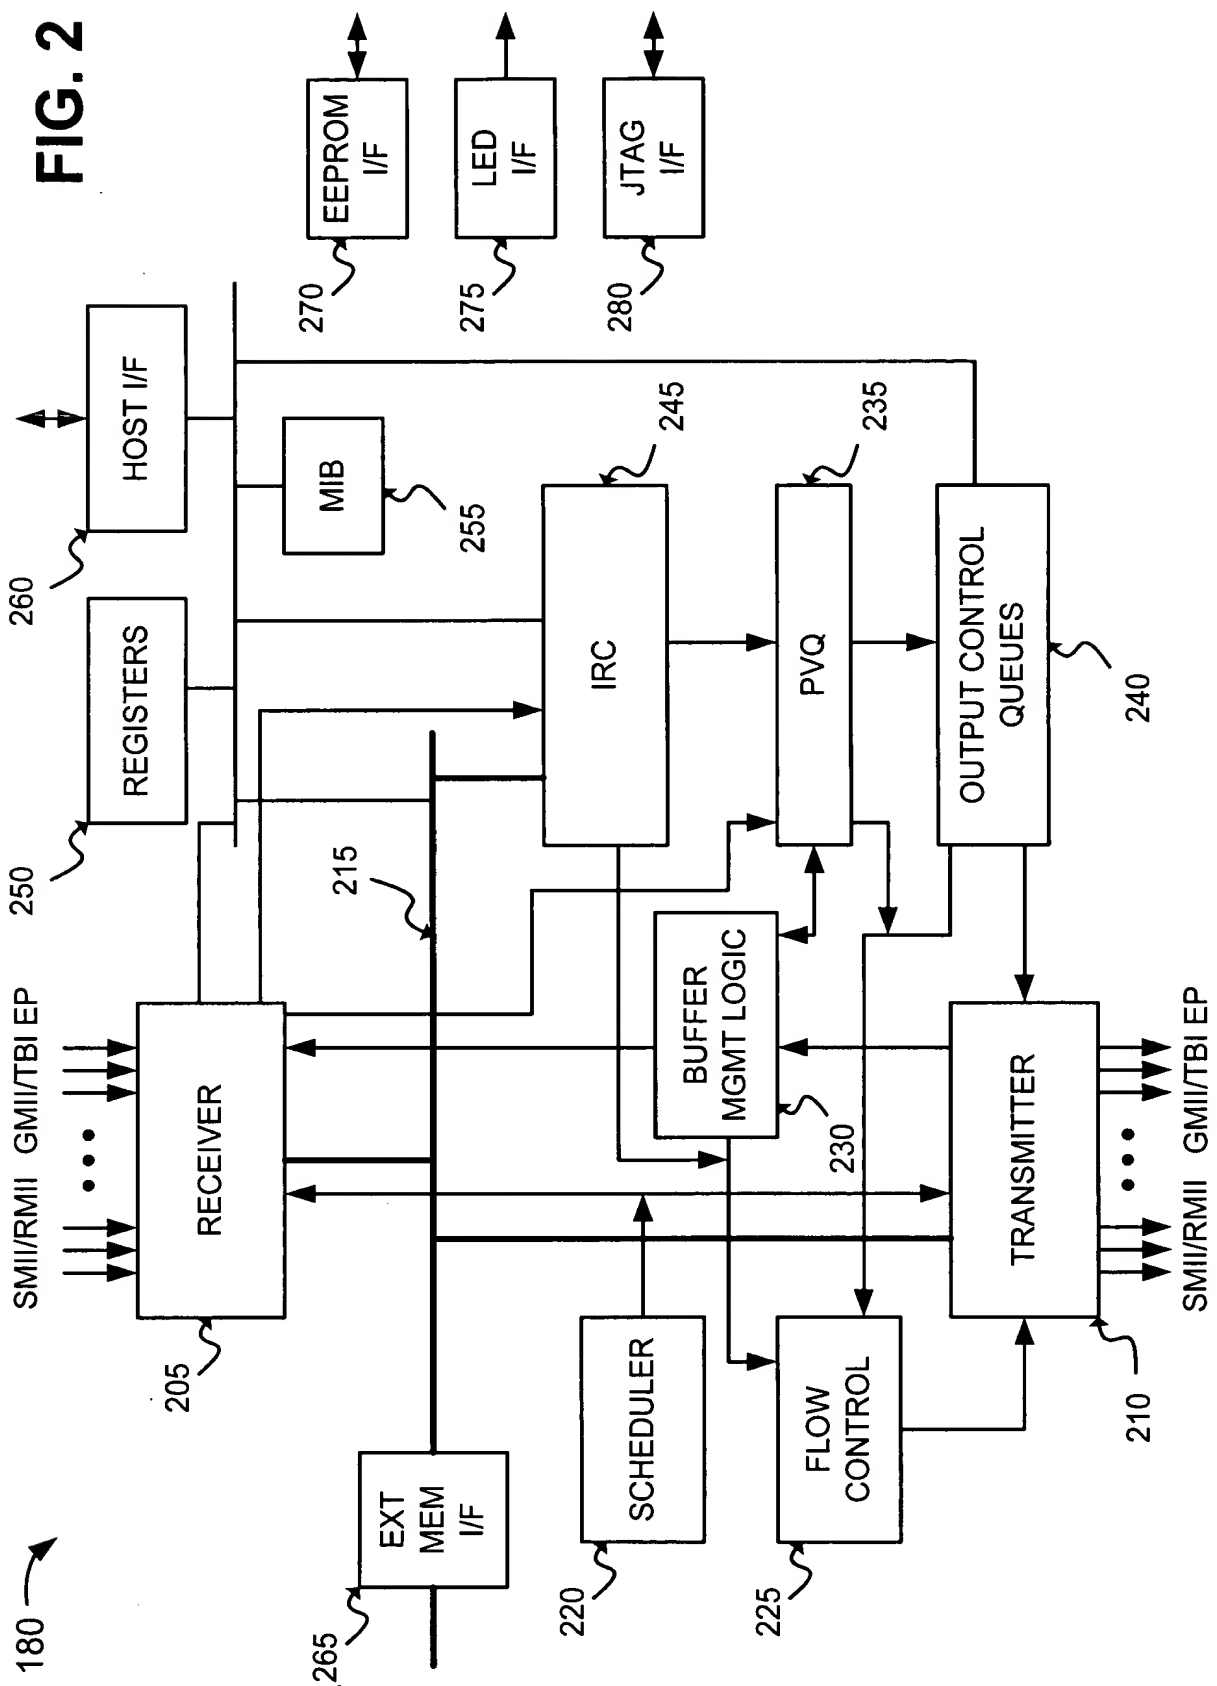 FIG. 2
180
SMII/RMII GMII/TBI EP
205
RECEIVER
250
REGISTERS
260
HOST I/F
MIB
255
215
265
EXT
MEM
I/F
270
EEPROM
I/F
275
LED
I/F
280
JTAG
I/F
220
SCHEDULER
230
BUFFER
MGMT LOGIC
IRC
245
225
FLOW
CONTROL
PVQ
235
210
TRANSMITTER
OUTPUT CONTROL
QUEUES
240
SMII/RMII GMII/TBI EP